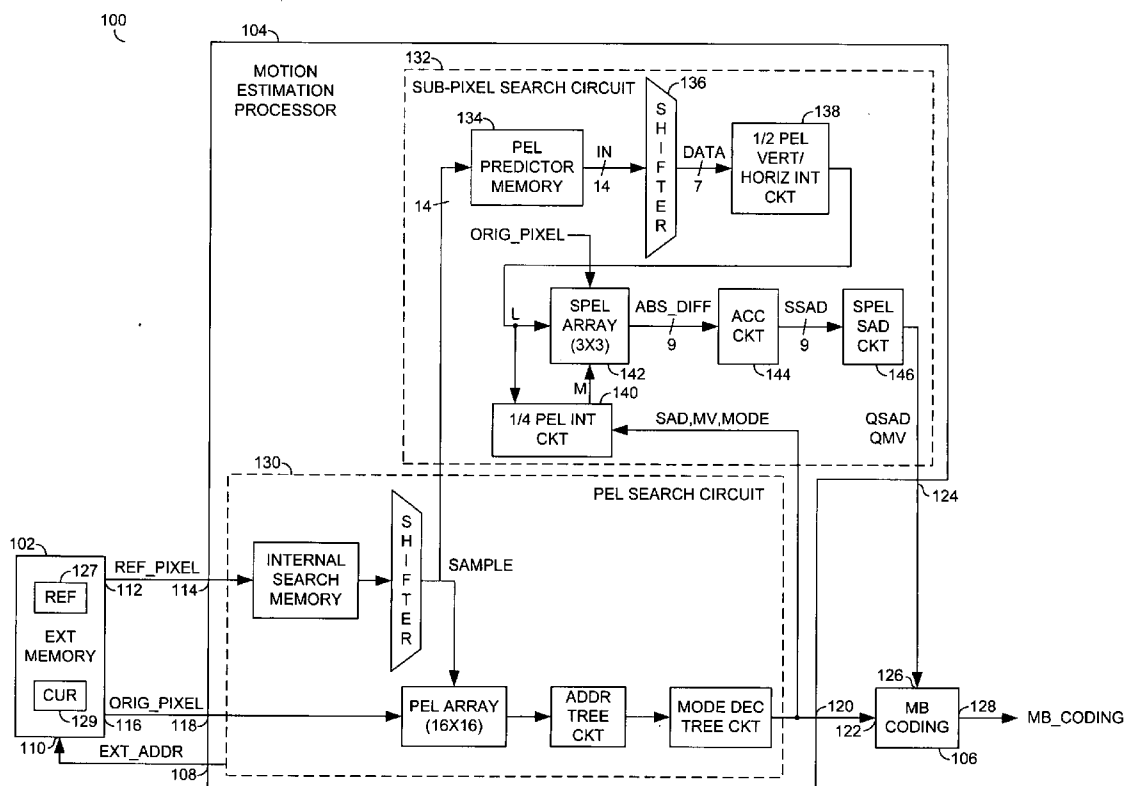 100
104
MOTION
ESTIMATION
PROCESSOR
132
SUB-PIXEL SEARCH CIRCUIT
136
134
138
PEL
PREDICTOR
MEMORY
IN
14
SHIFTER
DATA
7
1/2 PEL
VERT/
HORIZ INT
CKT
14
ORIG_PIXEL
L
SPEL
ARRAY
(3X3)
ABS_DIFF
9
ACC
CKT
SSAD
9
SPEL
SAD
CKT
142
144
146
M
140
1/4 PEL INT
CKT
SAD,MV,MODE
QSAD
QMV
124
130
PEL SEARCH CIRCUIT
102
REF_PIXEL
127
112
114
REF
INTERNAL
SEARCH
MEMORY
SHIFTER
SAMPLE
EXT
MEMORY
CUR
129
ORIG_PIXEL
116
118
PEL ARRAY
(16X16)
ADDR
TREE
CKT
MODE DEC
TREE CKT
120
122
126
MB
CODING
128
MB_CODING
106
110
EXT_ADDR
108